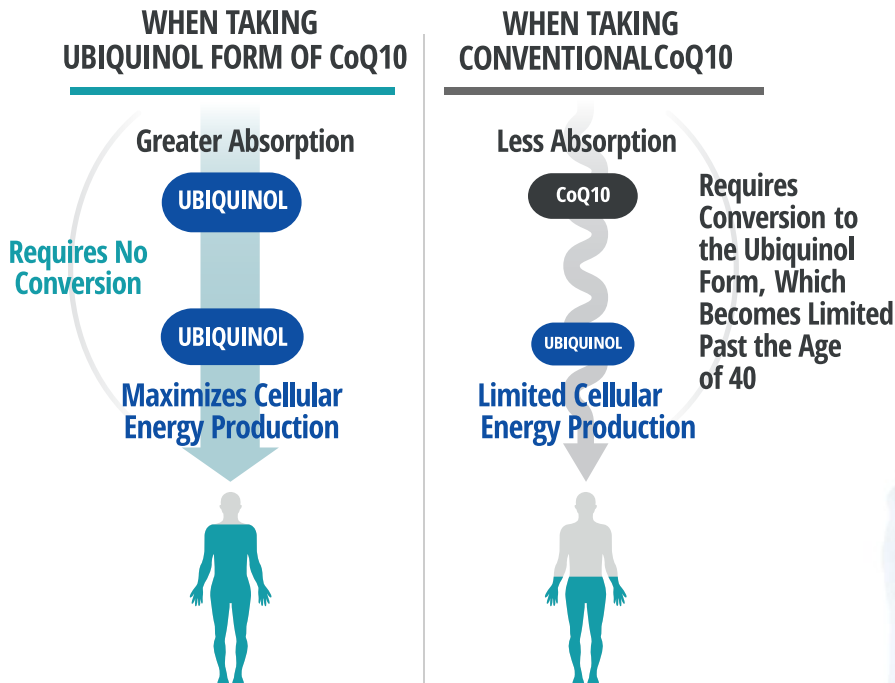 WHEN TAKING
UBIQUINOL FORM OF CoQ10
Greater Absorption
UBIQUINOL
Requires No
Conversion
UBIQUINOL
Maximizes Cellular
Energy Production
WHEN TAKING
CONVENTIONAL CoQ10
Less Absorption
CoQ10
Requires
Conversion to
the Ubiquinol
Form, Which
Becomes Limited
Past the Age
of 40
UBIQUINOL
Limited Cellular
Energy Production